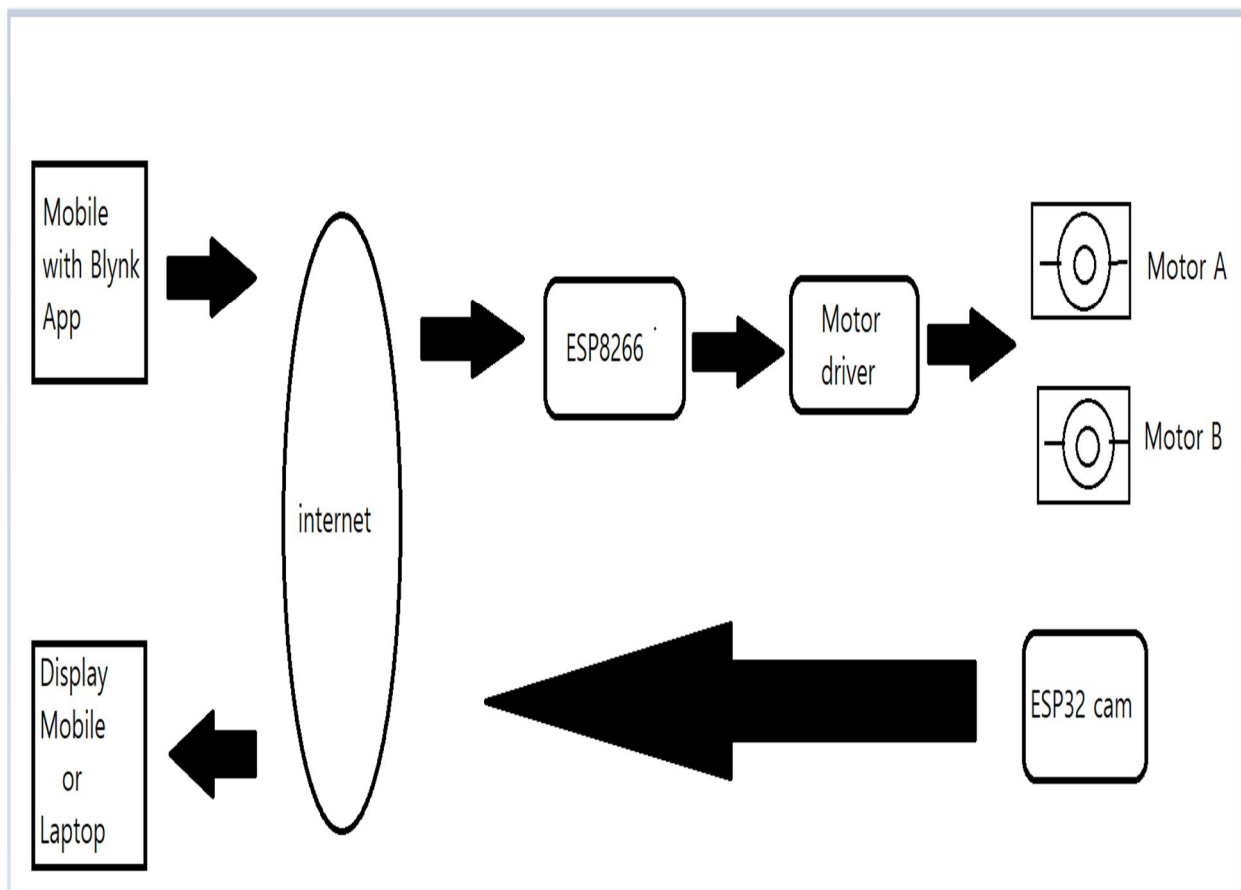 Mobile
with Blynk
App
internet
ESP8266
Motor
driver
Motor A
Motor B
Display
Mobile
or
Laptop
ESP32 cam